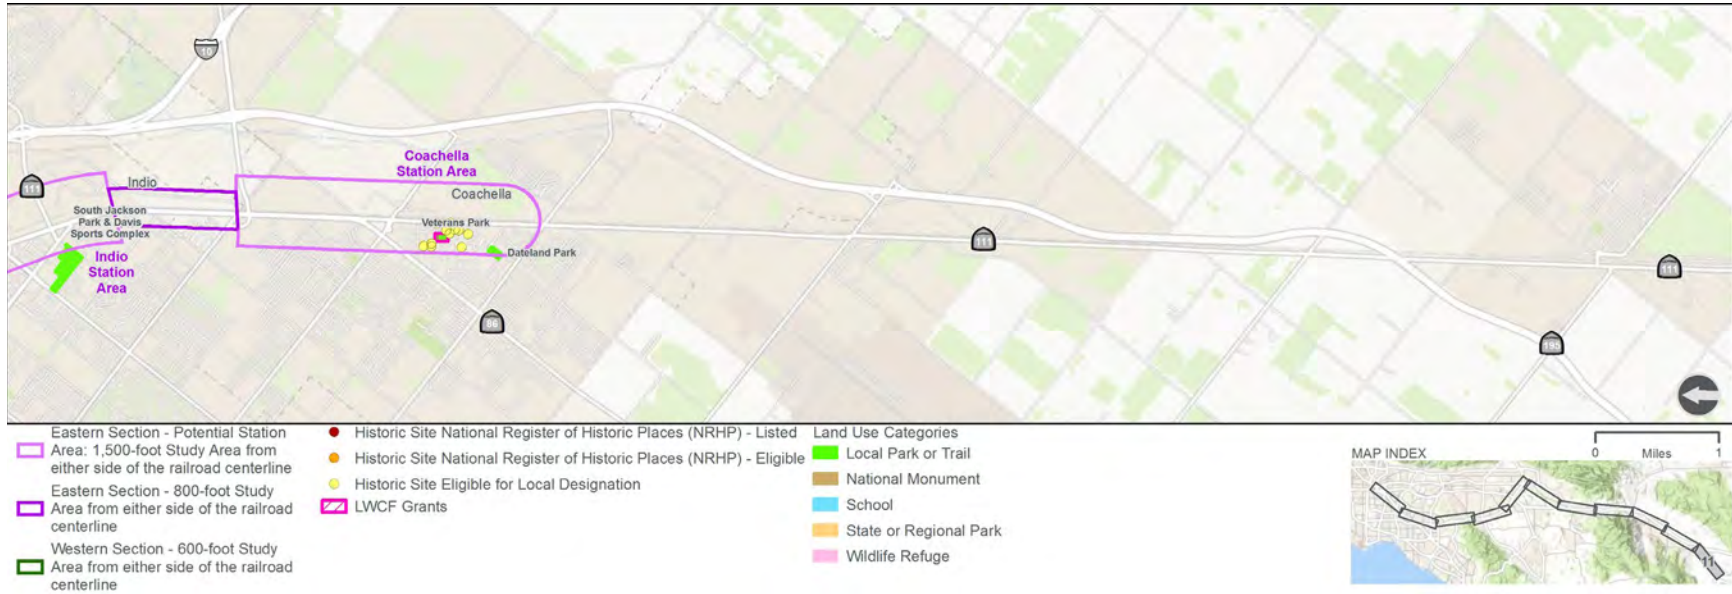 10
Coachella
Station Area
111
Indio
Coachella
South Jackson
Park & Davis
Sports Complex
Veterans Park
111
Indio
Station
Area
Dateland Park
111
86
195
Eastern Section - Potential Station
Area: 1,500-foot Study Area from
either side of the railroad centerline
Eastern Section - 800-foot Study
Area from either side of the railroad
centerline
Western Section - 600-foot Study
Area from either side of the railroad
centerline
Historic Site National Register of Historic Places (NRHP) - Listed
Historic Site National Register of Historic Places (NRHP) - Eligible
Historic Site Eligible for Local Designation
LWCF Grants
Land Use Categories
Local Park or Trail
National Monument
School
State or Regional Park
Wildlife Refuge
MAP INDEX
0 Miles 1
11